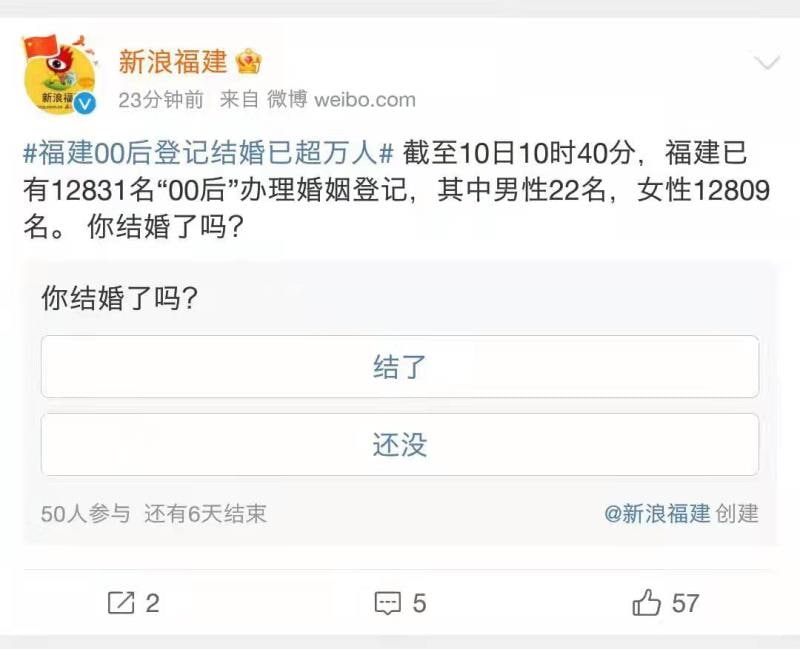 新浪福建
新浪福
23分钟前 来自 微博 weibo.com
#福建00后登记结婚已超万人# 截至10日10时40分，福建已
有12831名“00后”办理婚姻登记，其中男性22名，女性12809
名。 你结婚了吗？
你结婚了吗？
结了
还没
50人参与 还有6天结束 @新浪福建 创建
2 5 57